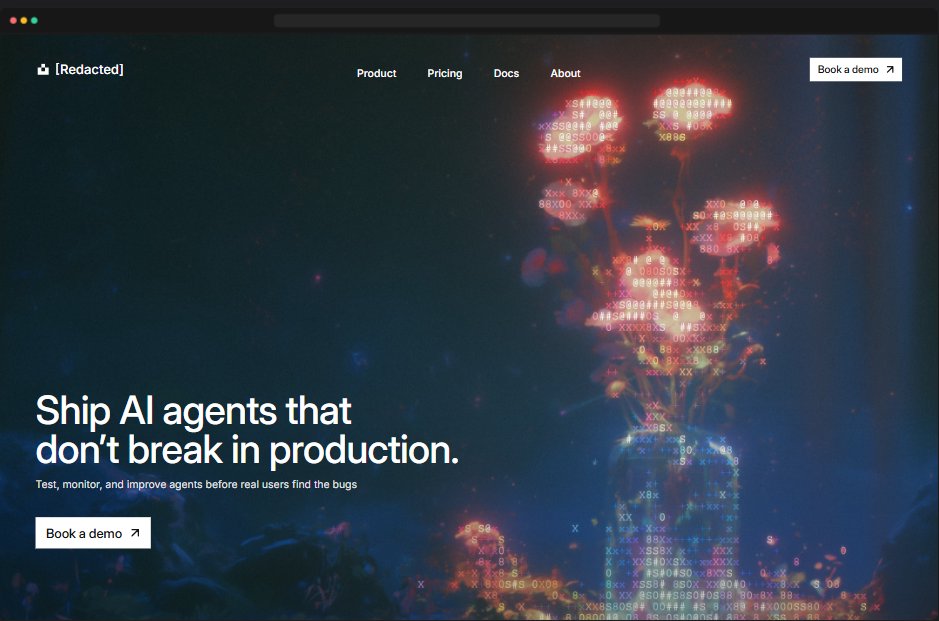 [Redacted]
Product
Pricing
Docs
About
Book a demo
Ship AI agents that
don’t break in production.
Test, monitor, and improve agents before real users find the bugs
Book a demo